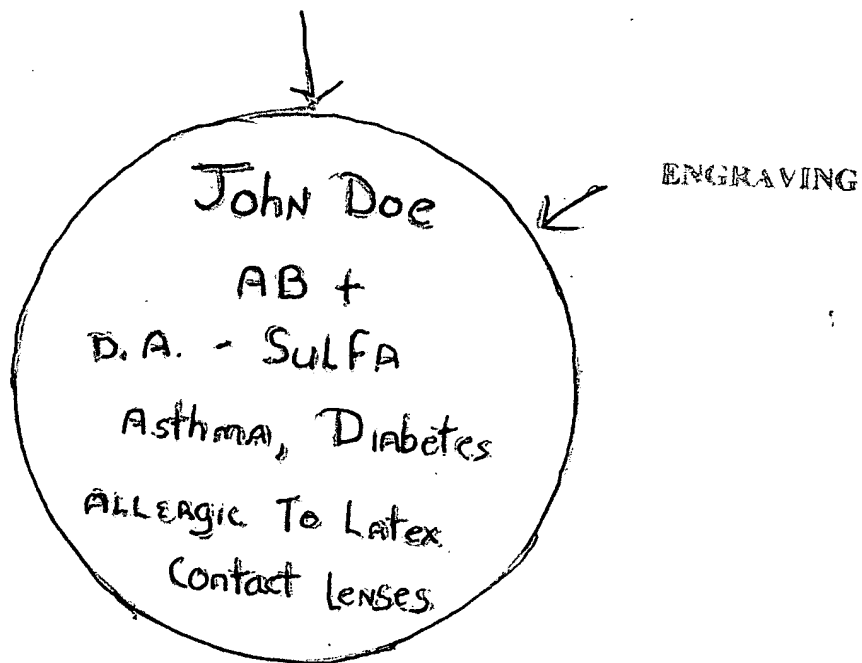 ENGRAVING
John Doe
AB +
D.A. - Sulfa
Asthma, Diabetes
Allergic To Latex
Contact Lenses